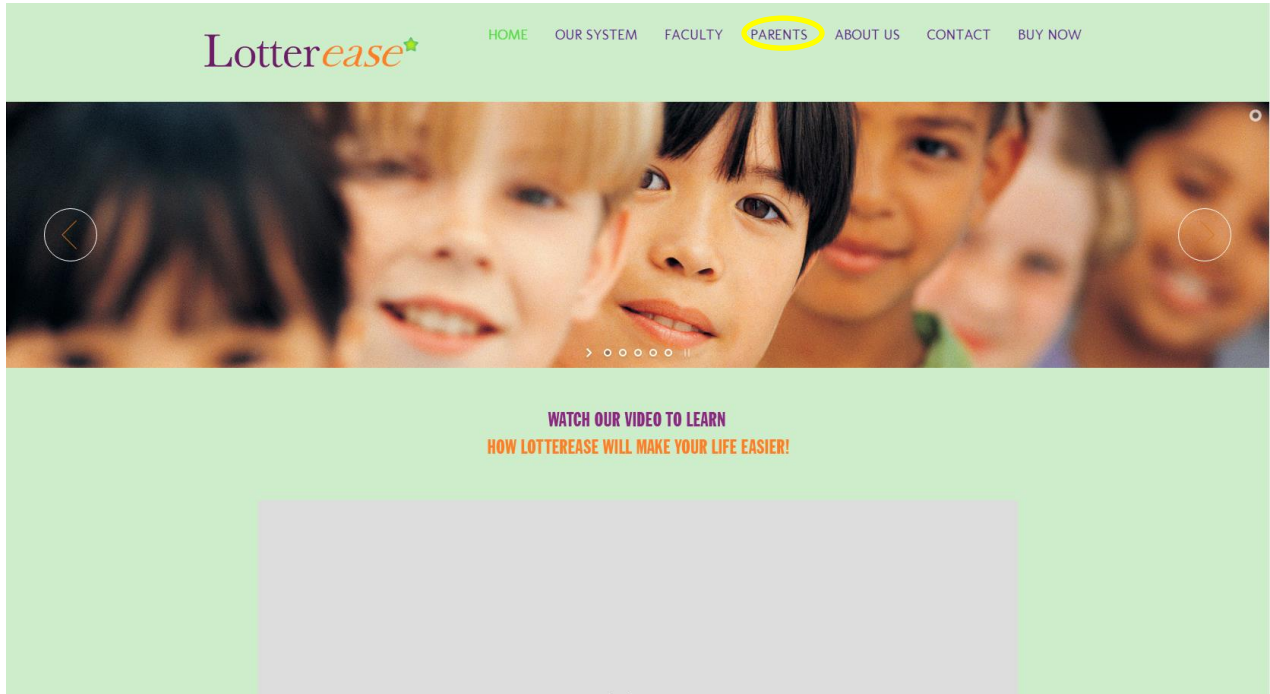 Lotterease
HOME OUR SYSTEM FACULTY PARENTS ABOUT US CONTACT BUY NOW
WATCH OUR VIDEO TO LEARN
HOW LOTTEREASE WILL MAKE YOUR LIFE EASIER!